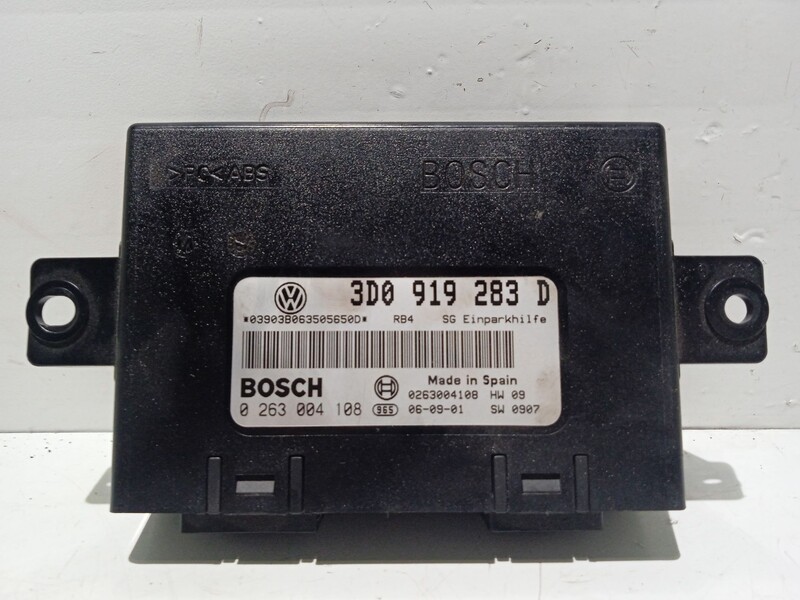 >PC<ABS BOSCH
3D0 919 283 D
*03903B063505650D* RB4 SG Einparkhilfe
BOSCH Made in Spain
0263004108 HW 09
0 263 004 108 965 06-09-01 SW 0907